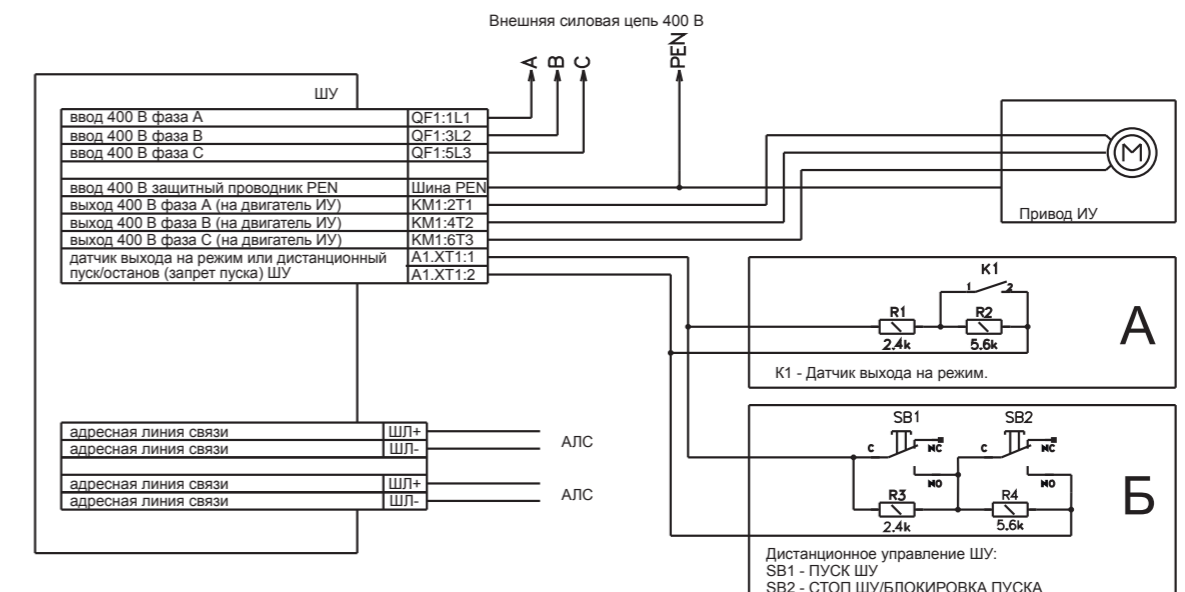 Внешняя силовая цепь 400 В
A
B
C
PEN
ШУ
ввод 400 В фаза А QF1:1L1
ввод 400 В фаза В QF1:3L2
ввод 400 В фаза С QF1:5L3
ввод 400 В защитный проводник PEN Шина PEN
выход 400 В фаза А (на двигатель ИУ) KM1:2T1
выход 400 В фаза В (на двигатель ИУ) KM1:4T2
выход 400 В фаза С (на двигатель ИУ) KM1:6T3
датчик выхода на режим или дистанционный A1.XT1:1
пуск/останов (запрет пуска) ШУ A1.XT1:2
M
Привод ИУ
K1
1 2
R1 R2
2.4k 5.6k
А
К1 - Датчик выхода на режим.
адресная линия связи ШЛ+
адресная линия связи ШЛ-
АЛС
адресная линия связи ШЛ+
адресная линия связи ШЛ-
АЛС
SB1 SB2
C NC C NC
NO NO
R3 R4
2.4k 5.6k
Б
Дистанционное управление ШУ:
SB1 - ПУСК ШУ
SB2 - СТОП ШУ/БЛОКИРОВКА ПУСКА